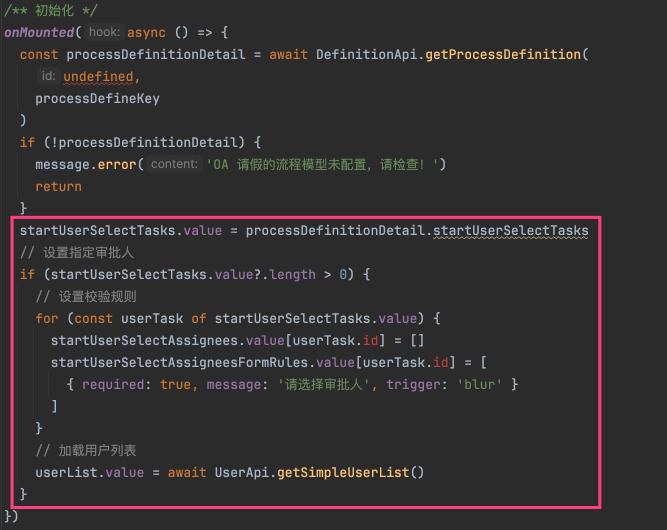 /** 初始化 */
onMounted( hook: async () => {
  const processDefinitionDetail = await DefinitionApi.getProcessDefinition(
    id: undefined,
    processDefineKey
  )
  if (!processDefinitionDetail) {
    message.error( content: 'OA 请假的流程模型未配置，请检查！')
    return
  }
  startUserSelectTasks.value = processDefinitionDetail.startUserSelectTasks
  // 设置指定审批人
  if (startUserSelectTasks.value?.length > 0) {
    // 设置校验规则
    for (const userTask of startUserSelectTasks.value) {
      startUserSelectAssignees.value[userTask.id] = []
      startUserSelectAssigneesFormRules.value[userTask.id] = [
        { required: true, message: '请选择审批人', trigger: 'blur' }
      ]
    }
    // 加载用户列表
    userList.value = await UserApi.getSimpleUserList()
  }
})